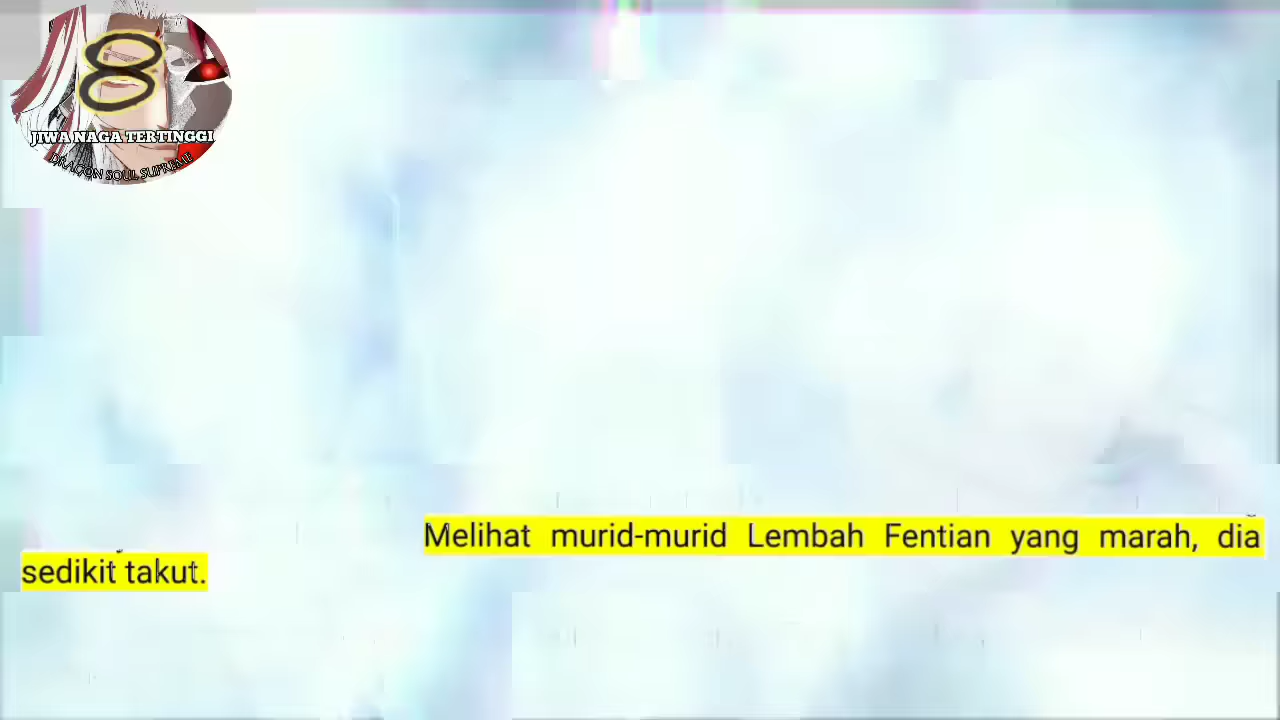 8
JIWA NAGA TERTINGGI
DRAGON SOUL SUPREME
Melihat murid-murid Lembah Fentian yang marah, dia
sedikit takut.